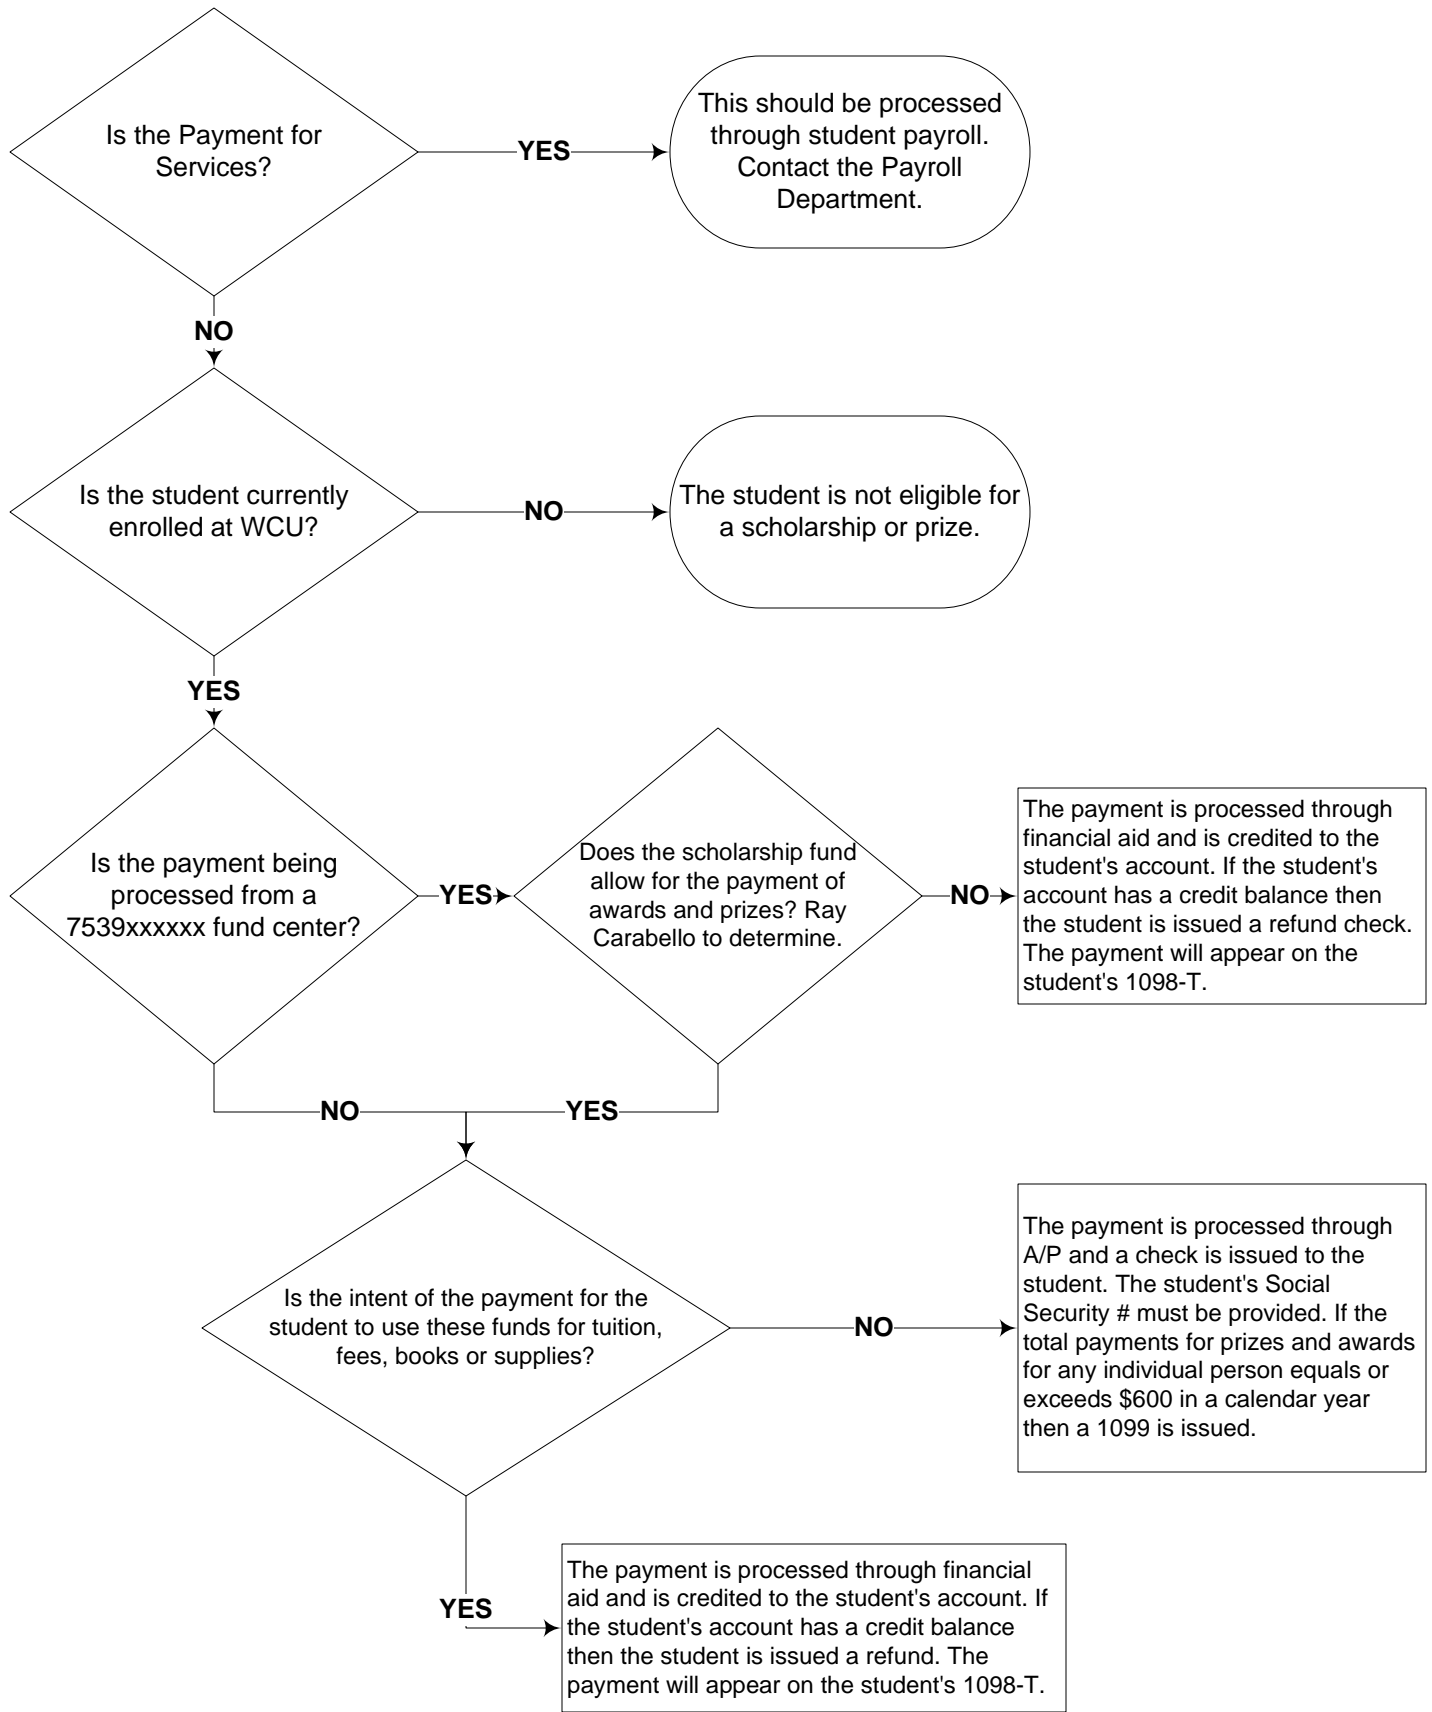 Is the Payment for
Services?
YES
This should be processed
through student payroll.
Contact the Payroll
Department.
NO
Is the student currently
enrolled at WCU?
NO
The student is not eligible for
a scholarship or prize.
YES
Is the payment being
processed from a
7539xxxxxx fund center?
YES
Does the scholarship fund
allow for the payment of
awards and prizes? Ray
Carabello to determine.
NO
The payment is processed through
financial aid and is credited to the
student's account. If the student's
account has a credit balance then
the student is issued a refund check.
The payment will appear on the
student's 1098-T.
NO
YES
Is the intent of the payment for the
student to use these funds for tuition,
fees, books or supplies?
NO
The payment is processed through
A/P and a check is issued to the
student. The student's Social
Security # must be provided. If the
total payments for prizes and awards
for any individual person equals or
exceeds $600 in a calendar year
then a 1099 is issued.
YES
The payment is processed through financial
aid and is credited to the student's account. If
the student's account has a credit balance
then the student is issued a refund. The
payment will appear on the student's 1098-T.